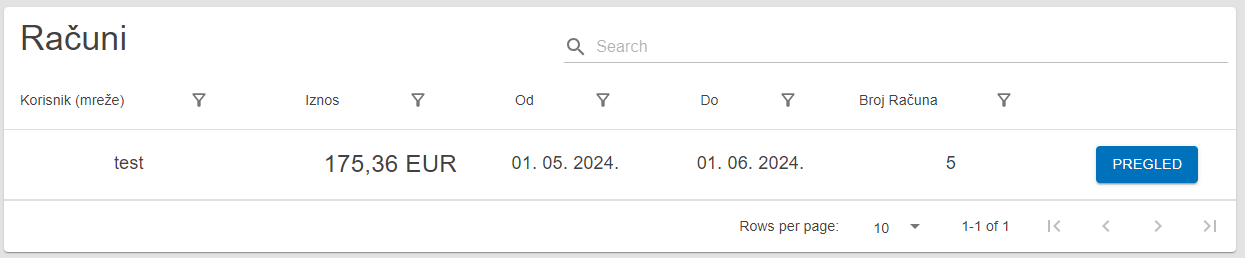 Računi
Search
Korisnik (mreže) Iznos Od Do Broj Računa
test 175,36 EUR 01. 05. 2024. 01. 06. 2024. 5 PREGLED
Rows per page: 10 1-1 of 1